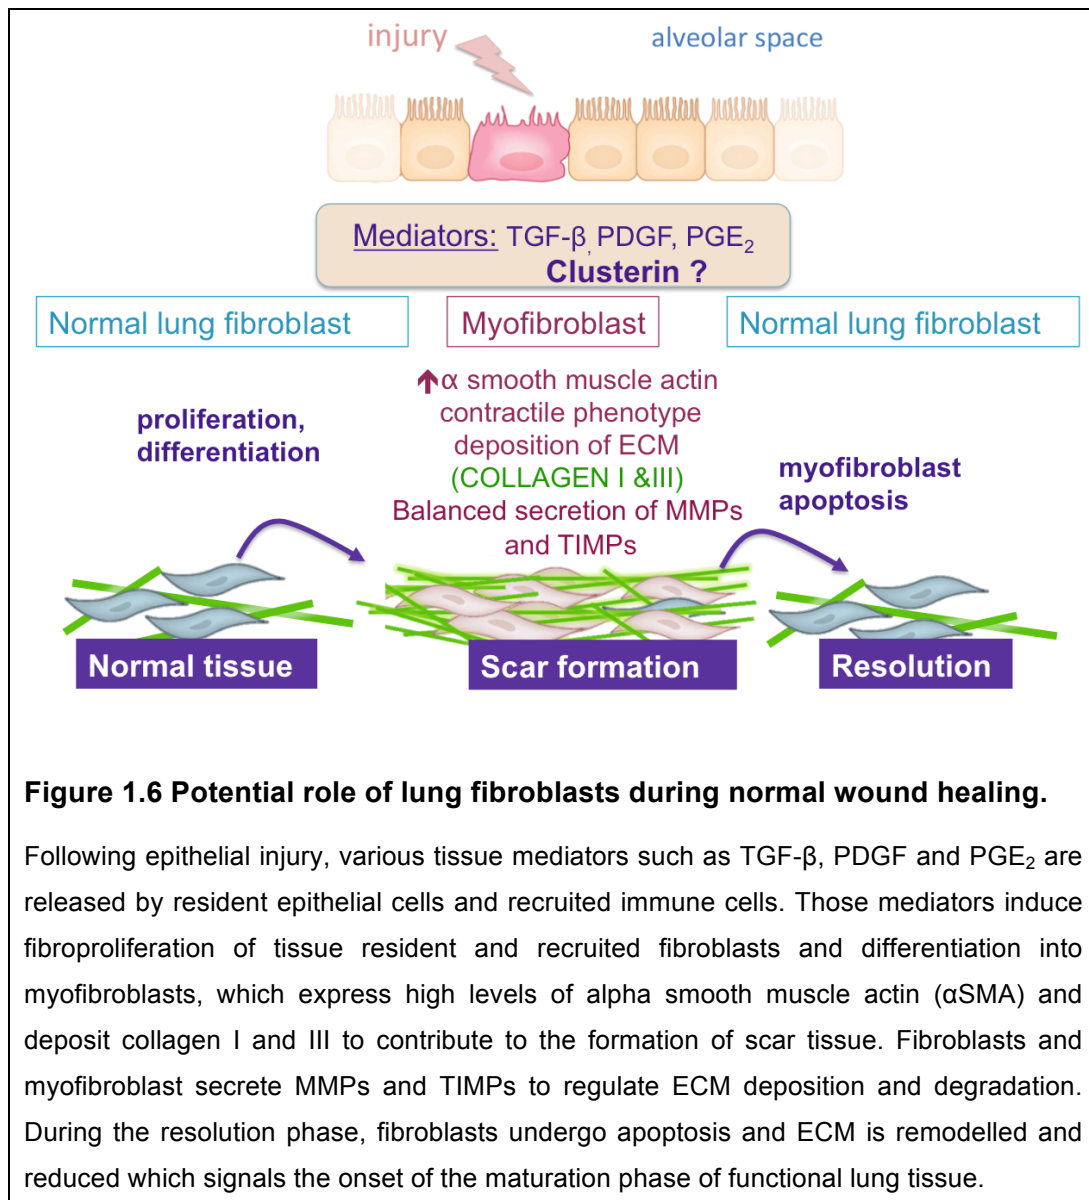 injury
alveolar space
Mediators: TGF-β, PDGF, PGE₂
Clusterin ?
Normal lung fibroblast
Myofibroblast
Normal lung fibroblast
↑α smooth muscle actin
contractile phenotype
deposition of ECM
(COLLAGEN I &III)
Balanced secretion of MMPs
and TIMPs
proliferation,
differentiation
myofibroblast
apoptosis
Normal tissue
Scar formation
Resolution
Figure 1.6 Potential role of lung fibroblasts during normal wound healing.
Following epithelial injury, various tissue mediators such as TGF-β, PDGF and PGE₂ are
released by resident epithelial cells and recruited immune cells. Those mediators induce
fibroproliferation of tissue resident and recruited fibroblasts and differentiation into
myofibroblasts, which express high levels of alpha smooth muscle actin (αSMA) and
deposit collagen I and III to contribute to the formation of scar tissue. Fibroblasts and
myofibroblast secrete MMPs and TIMPs to regulate ECM deposition and degradation.
During the resolution phase, fibroblasts undergo apoptosis and ECM is remodelled and
reduced which signals the onset of the maturation phase of functional lung tissue.